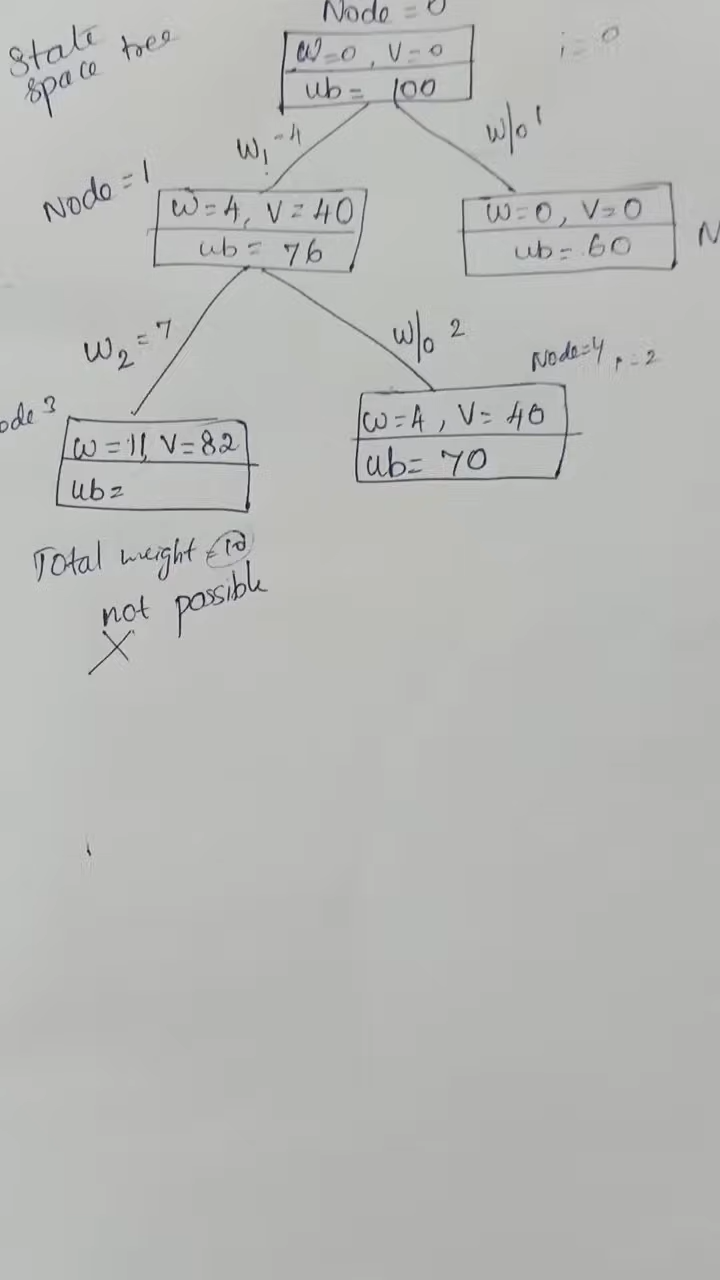 Node = 0
State
space tree
w=0, v=0
i=0
ub= 100
w1=4
w/o 1
Node=1
w=4, v=40
ub= 76
w=0, v=0
ub= 60
N
w2=7
w/o 2
Node=4, i=2
ode 3
w=11, v=82
ub=
w=4, v=40
ub= 70
Total weight = 10
not possible
X